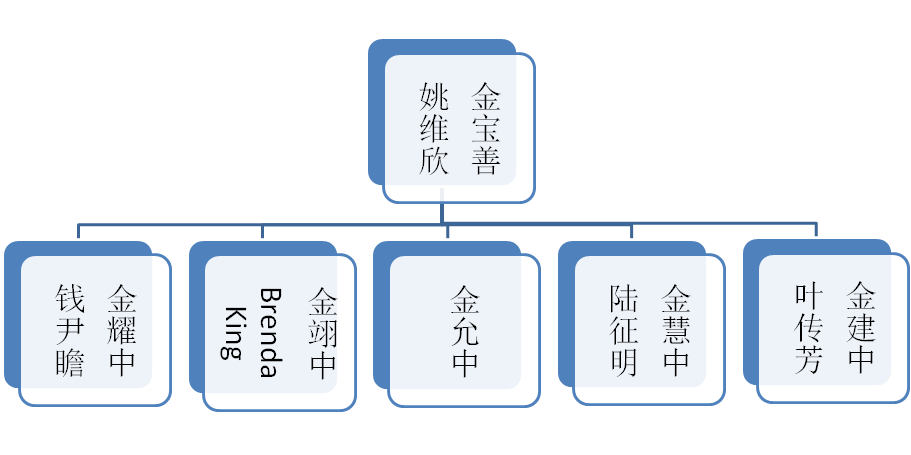 金宝善
姚维欣
金耀中
钱尹瞻
金翊中
Brenda
King
金允中
金慧中
陆征明
金建中
叶传芳